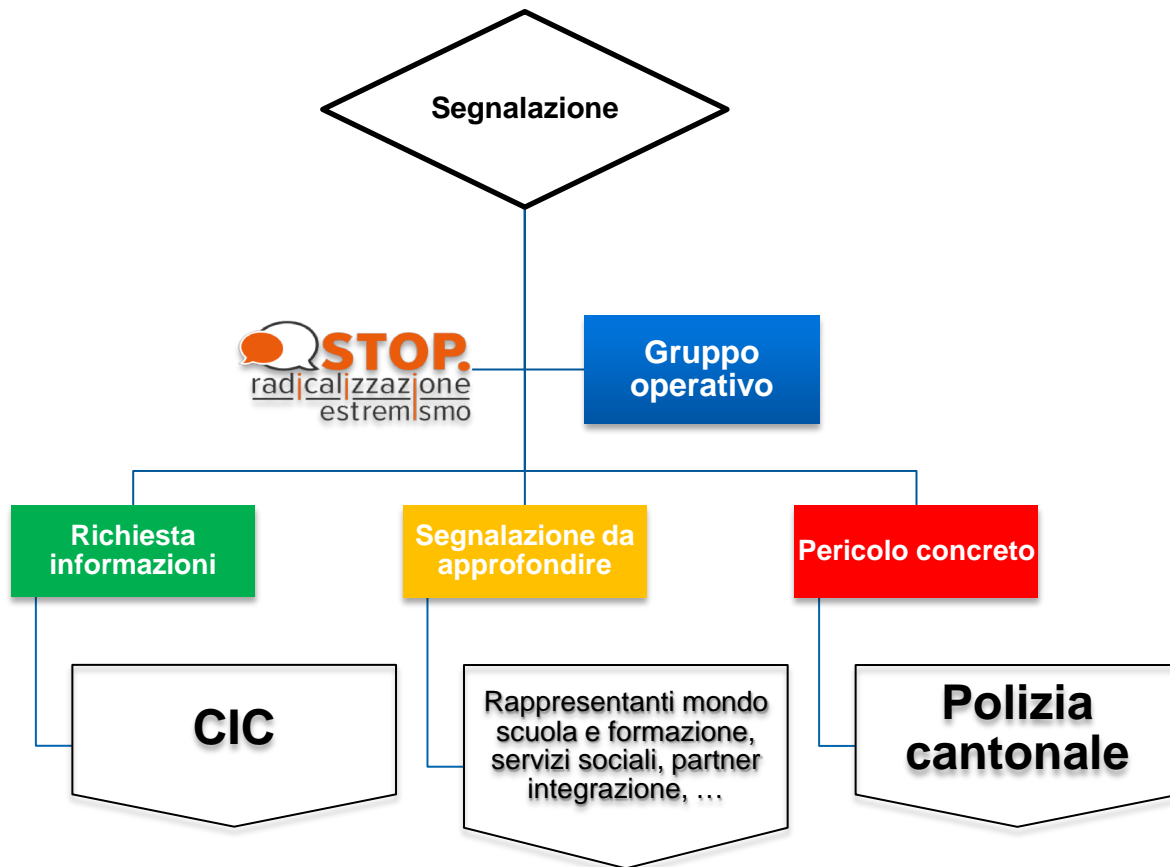 Segnalazione
STOP.
radicalizzazione
estremismo
Gruppo
operativo
Richiesta
informazioni
Segnalazione da
approfondire
Pericolo concreto
CIC
Rappresentanti mondo
scuola e formazione,
servizi sociali, partner
integrazione, …
Polizia
cantonale